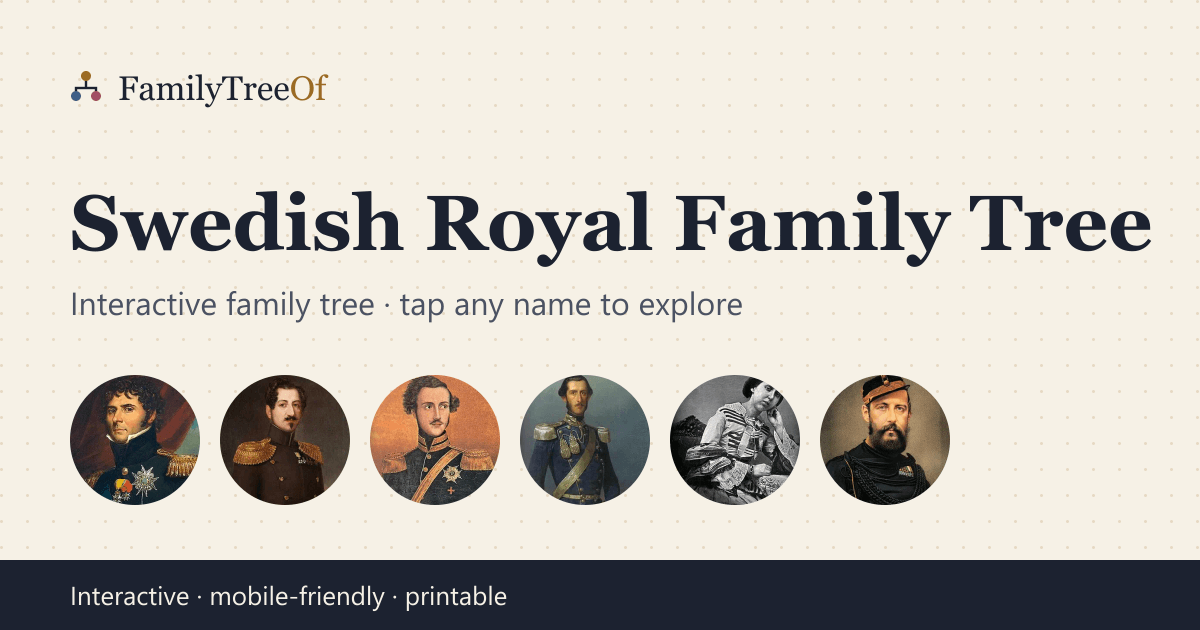 FamilyTreeOf
Swedish Royal Family Tree
Interactive family tree · tap any name to explore
Interactive · mobile-friendly · printable